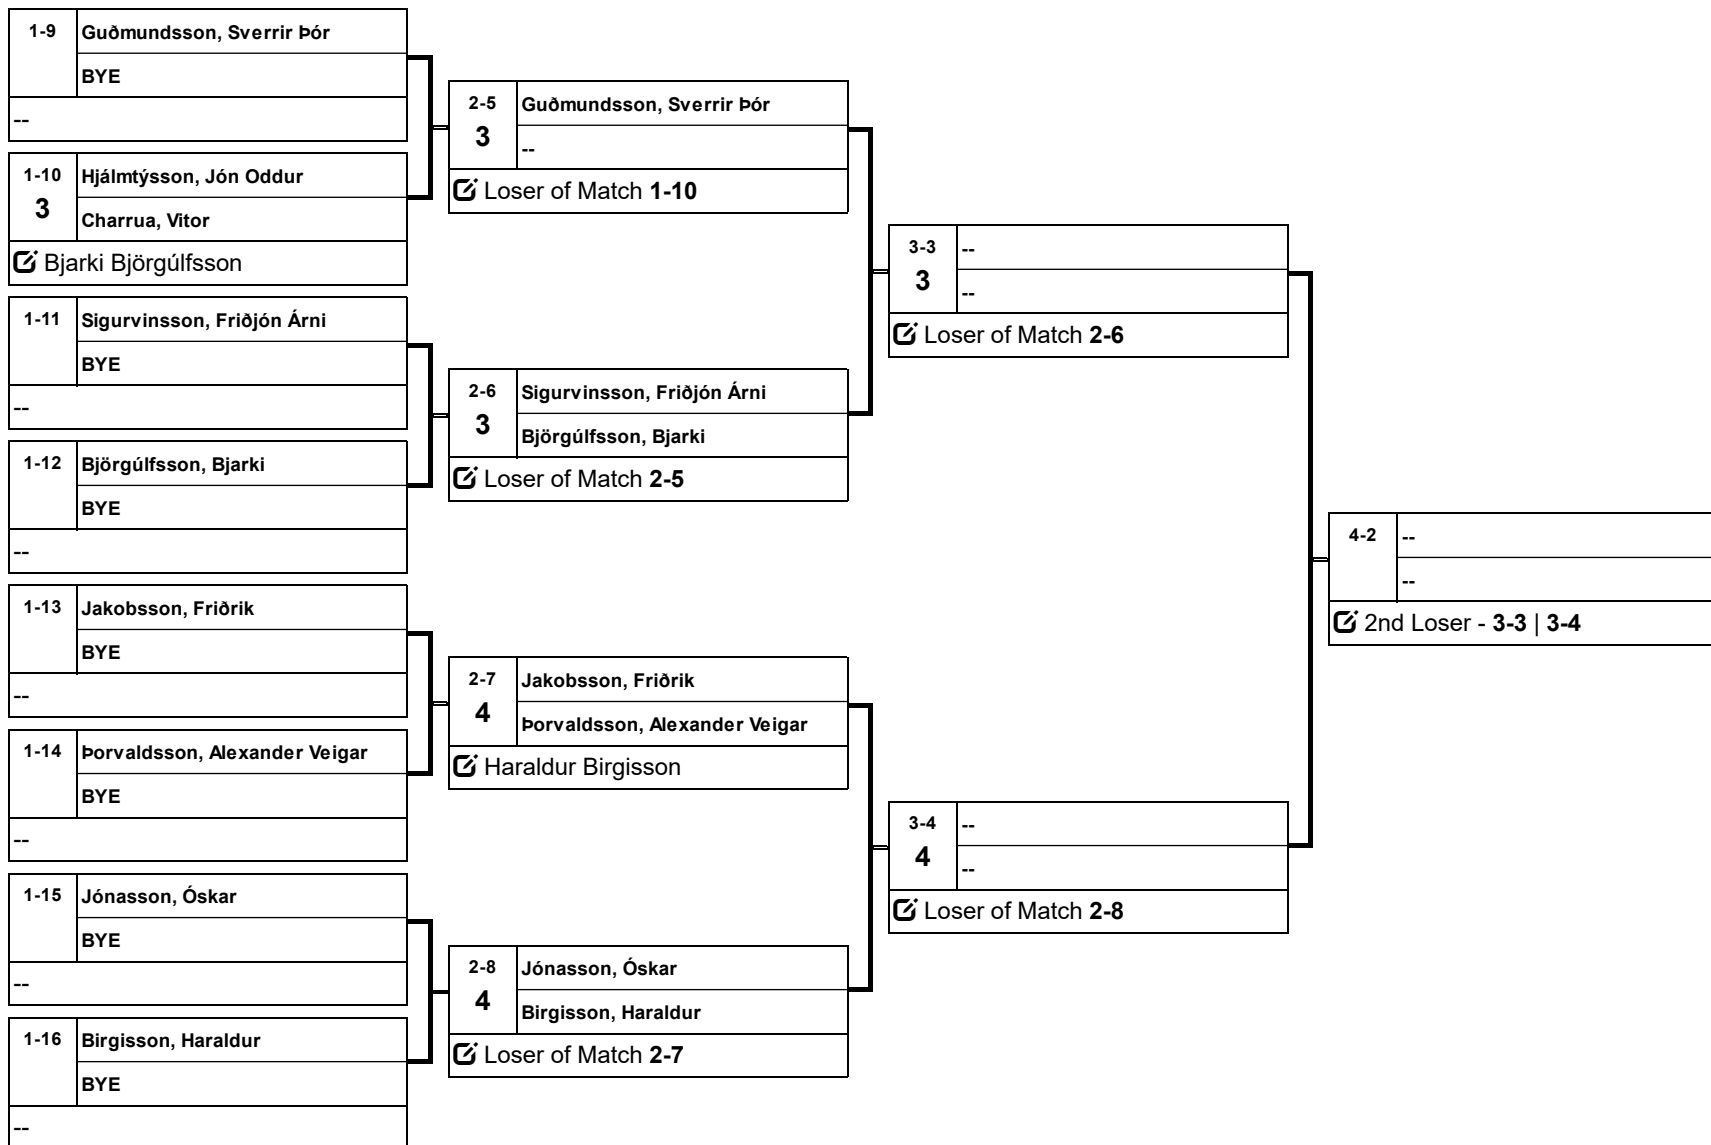 1-9
Guðmundsson, Sverrir Þór
BYE
--
1-10
3
Hjálmtýsson, Jón Oddur
Charrua, Vitor
Bjarki Björgúlfsson
1-11
Sigurvinsson, Friðjón Árni
BYE
--
1-12
Björgúlfsson, Bjarki
BYE
--
1-13
Jakobsson, Friðrik
BYE
--
1-14
Þorvaldsson, Alexander Veigar
BYE
--
1-15
Jónasson, Óskar
BYE
--
1-16
Birgisson, Haraldur
BYE
--
2-5
3
Guðmundsson, Sverrir Þór
--
Loser of Match 1-10
2-6
3
Sigurvinsson, Friðjón Árni
Björgúlfsson, Bjarki
Loser of Match 2-5
2-7
4
Jakobsson, Friðrik
Þorvaldsson, Alexander Veigar
Haraldur Birgisson
2-8
4
Jónasson, Óskar
Birgisson, Haraldur
Loser of Match 2-7
3-3
3
--
--
Loser of Match 2-6
3-4
4
--
--
Loser of Match 2-8
4-2
--
--
2nd Loser - 3-3 | 3-4